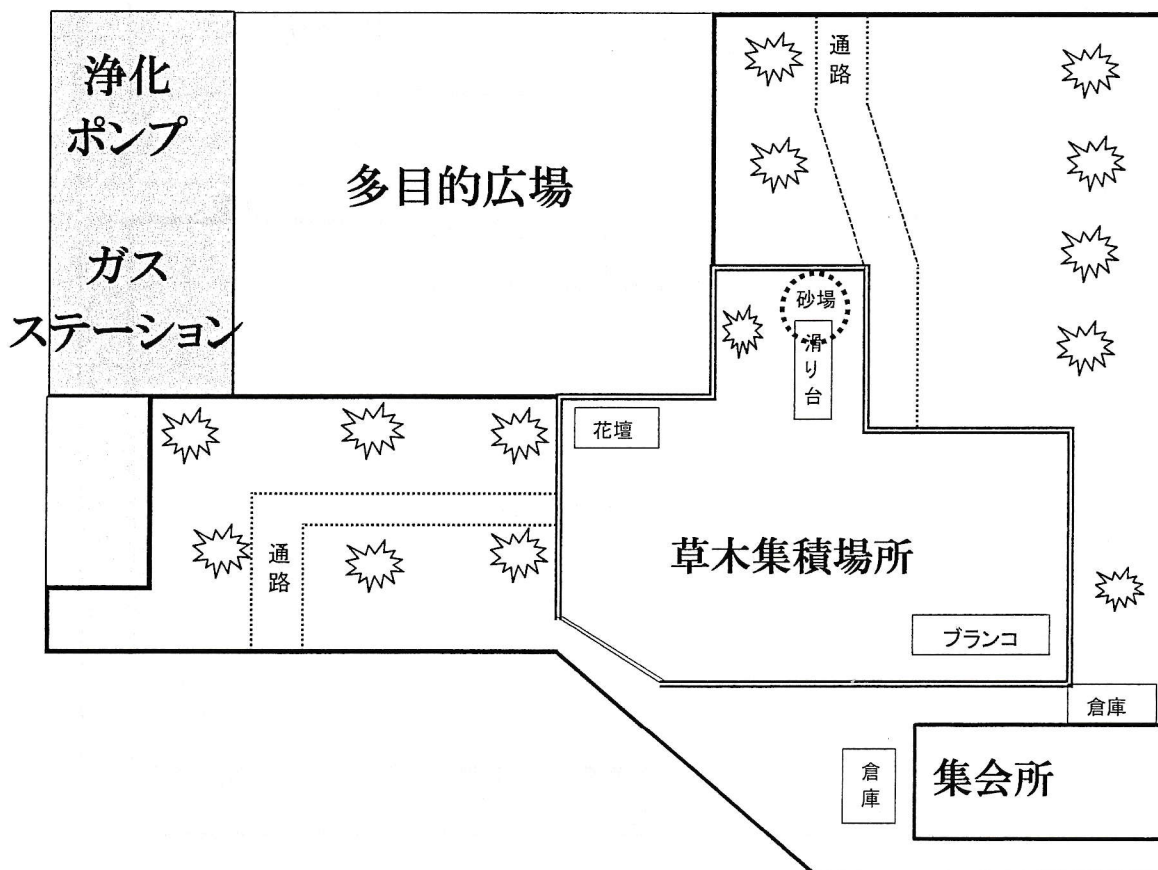 浄化
ポンプ
ガス
ステーション
多目的広場
通路
砂場
滑り台
花壇
通路
草木集積場所
ブランコ
倉庫
倉庫
集会所